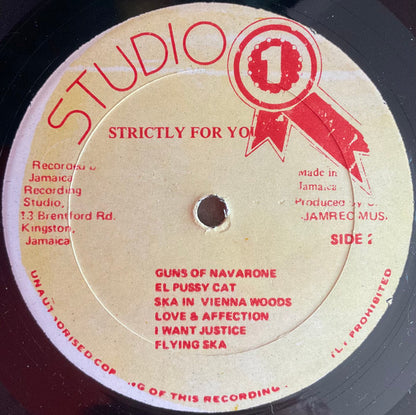 STUDIO 1
STRICTLY FOR YOU
Recorded
Jamaica
Recording
Studio,
13 Brentford Rd.
Kingston,
Jamaica
Made in
Jamaica
Produced by
JAMREC MUS
SIDE 2
GUNS OF NAVARONE
EL PUSSY CAT
SKA IN VIENNA WOODS
LOVE & AFFECTION
I WANT JUSTICE
FLYING SKA
UNAUTHORISED COPYING OF THIS RECORDING
PROHIBITED